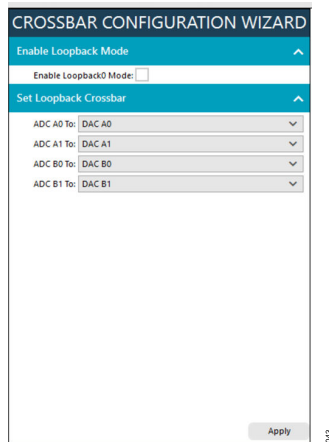 CROSSBAR CONFIGURATION WIZARD
Enable Loopback Mode
Enable Loopback0 Mode:
Set Loopback Crossbar
ADC A0 To: DAC A0
ADC A1 To: DAC A1
ADC B0 To: DAC B0
ADC B1 To: DAC B1
Apply